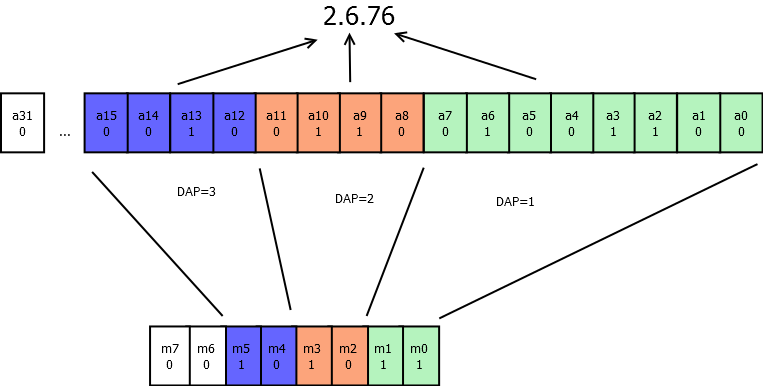 2.6.76
a31 a15 a14 a13 a12 a11 a10 a9 a8 a7 a6 a5 a4 a3 a2 a1 a0
0 ... 0 0 1 0 0 1 1 0 0 1 0 0 1 1 0 0
DAP=3 DAP=2 DAP=1
m7 m6 m5 m4 m3 m2 m1 m0
0 0 1 0 1 0 1 1